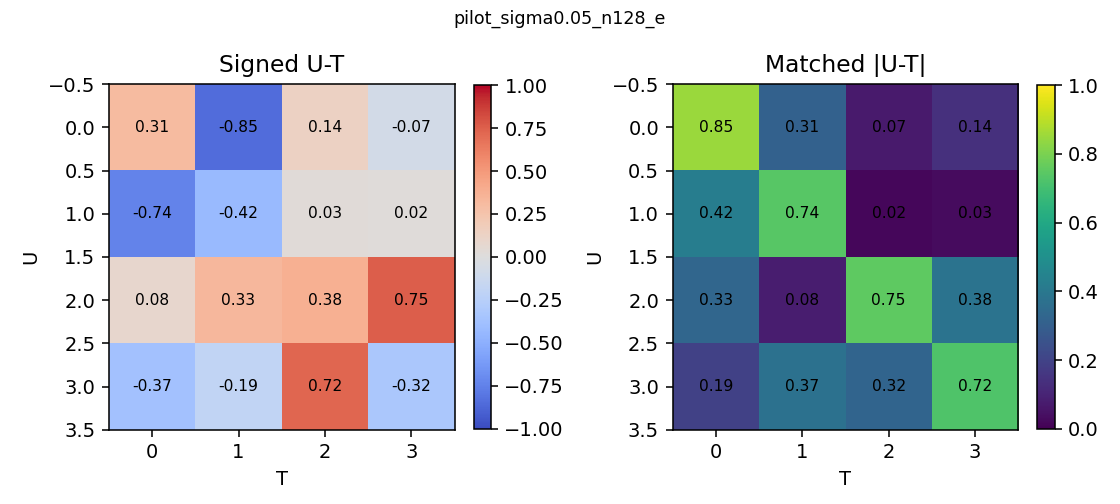 pilot_sigma0.05_n128_e
Signed U-T
−0.5
0.0
0.5
1.0
1.5
2.0
2.5
3.0
3.5
U
0.31 -0.85 0.14 -0.07
-0.74 -0.42 0.03 0.02
0.08 0.33 0.38 0.75
-0.37 -0.19 0.72 -0.32
0 1 2 3
T
1.00
0.75
0.50
0.25
0.00
−0.25
−0.50
−0.75
−1.00
Matched |U-T|
−0.5
0.0
0.5
1.0
1.5
2.0
2.5
3.0
3.5
U
0.85 0.31 0.07 0.14
0.42 0.74 0.02 0.03
0.33 0.08 0.75 0.38
0.19 0.37 0.32 0.72
0 1 2 3
T
1.0
0.8
0.6
0.4
0.2
0.0